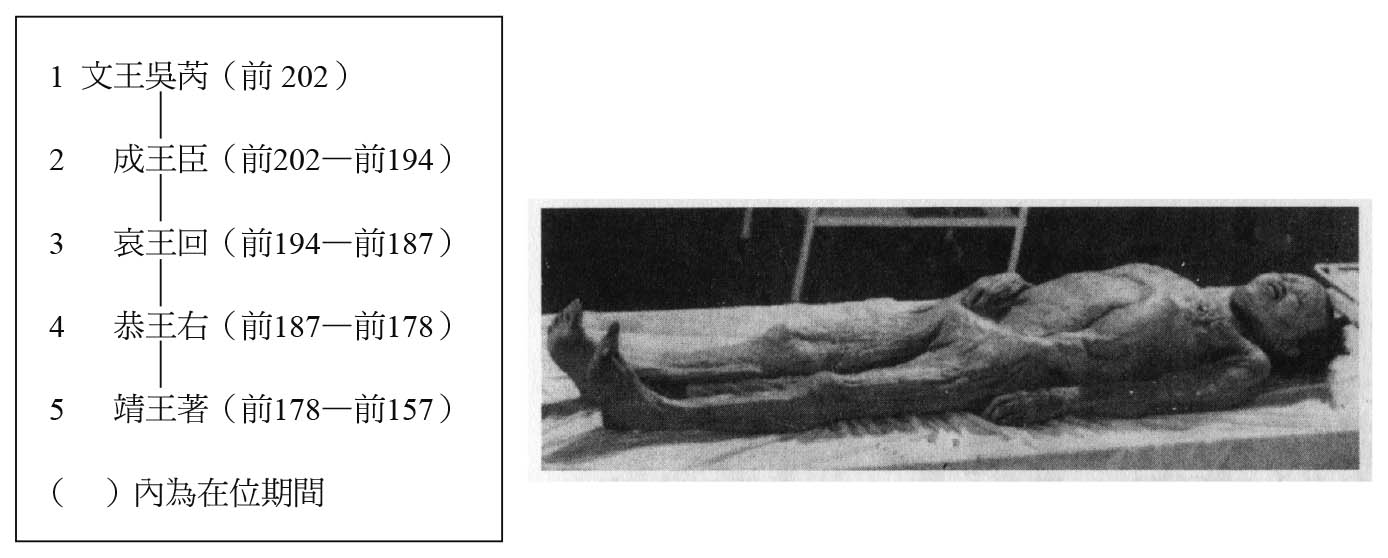 1 文王吳芮（前 202）
2 成王臣（前202—前194）
3 哀王回（前194—前187）
4 恭王右（前187—前178）
5 靖王著（前178—前157）
（ ）內為在位期間